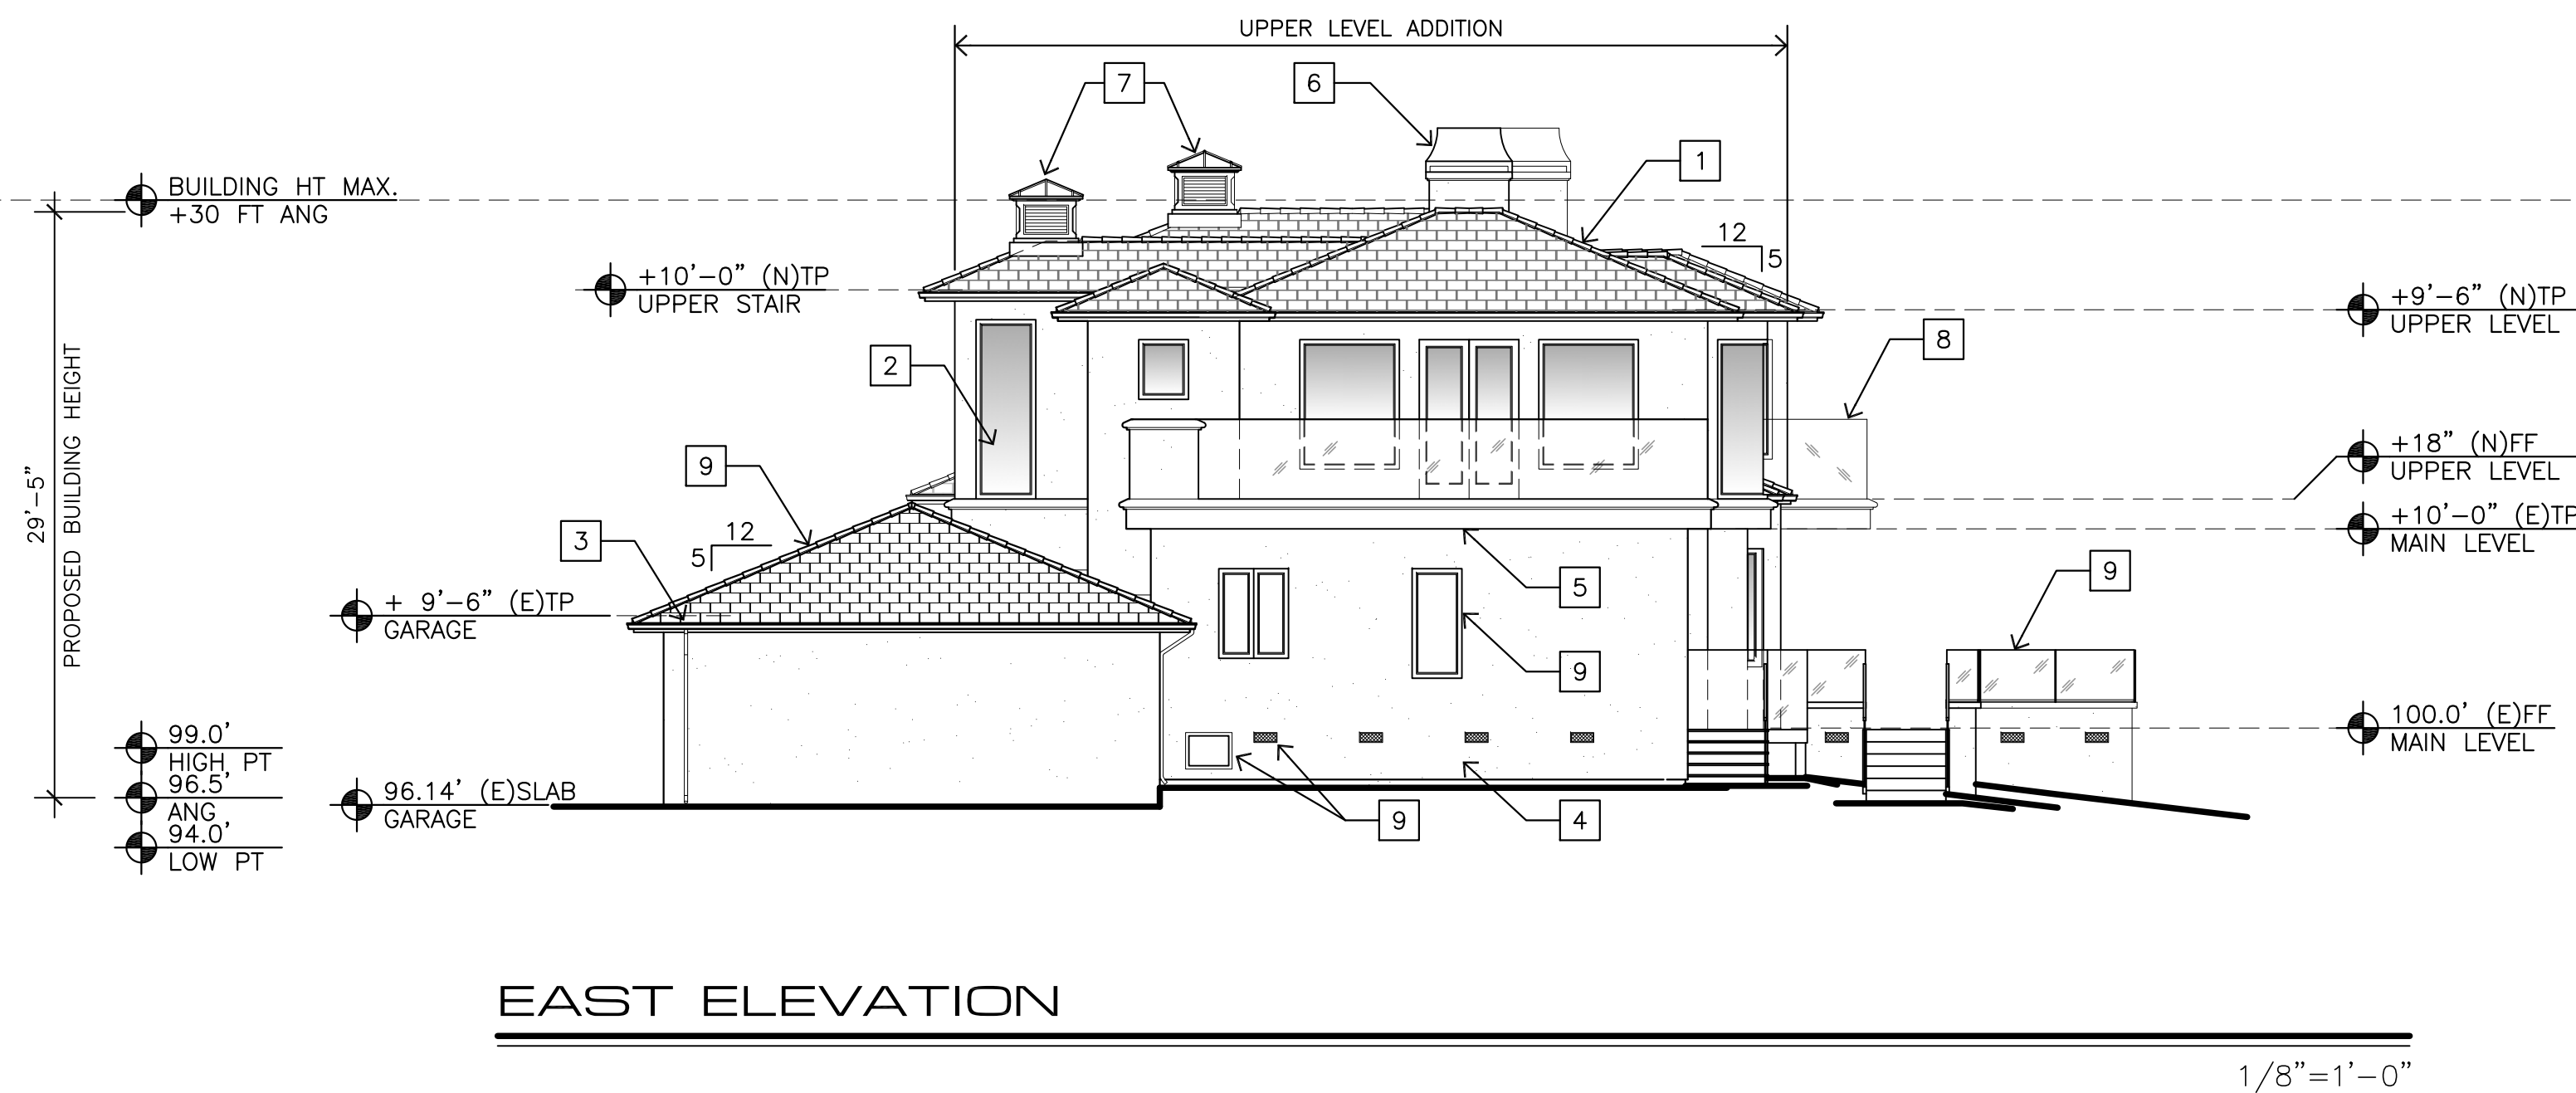 UPPER LEVEL ADDITION
7
6
1
BUILDING HT MAX.
+30 FT ANG
12
5
+10'-0" (N)TP
UPPER STAIR
+9'-6" (N)TP
UPPER LEVEL
8
2
29'-5"
PROPOSED BUILDING HEIGHT
9
+18" (N)FF
UPPER LEVEL
3
12
5
+10'-0" (E)TP
MAIN LEVEL
5
9
+ 9'-6" (E)TP
GARAGE
9
99.0'
HIGH PT
96.5'
ANG
94.0'
LOW PT
100.0' (E)FF
MAIN LEVEL
96.14' (E)SLAB
GARAGE
9
4
EAST ELEVATION
1/8"=1'-0"